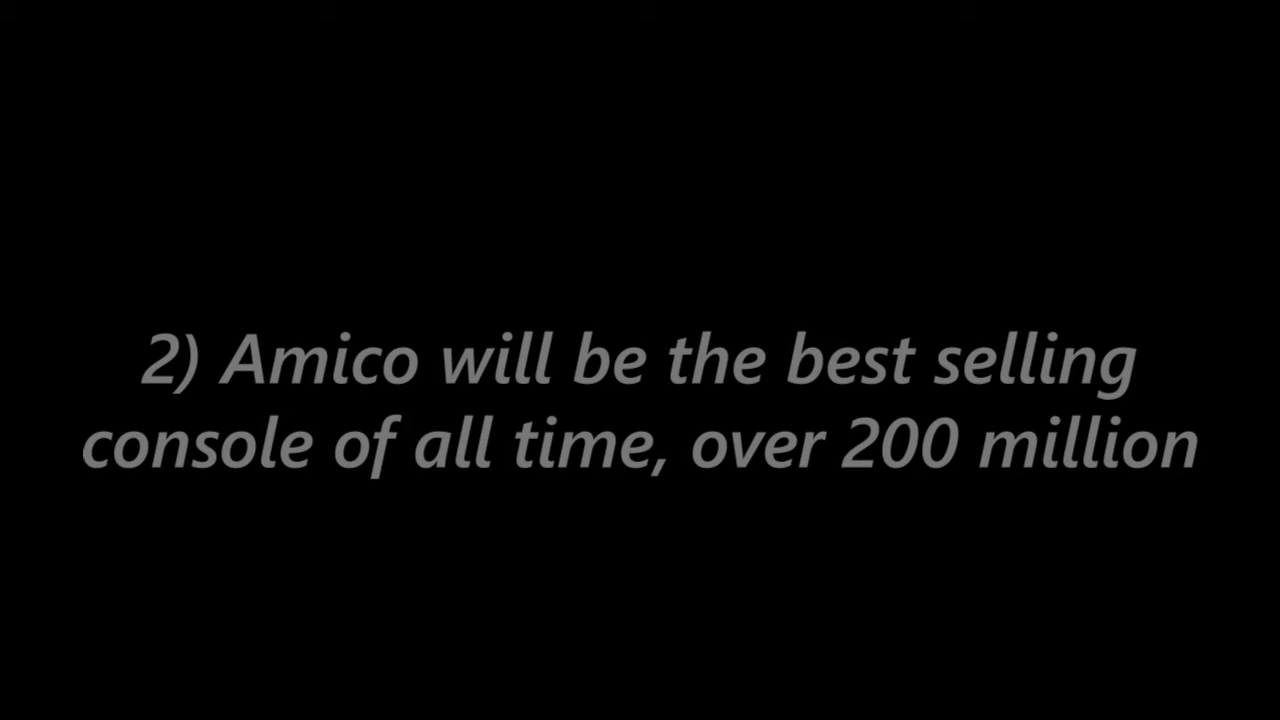 2) Amico will be the best selling
console of all time, over 200 million